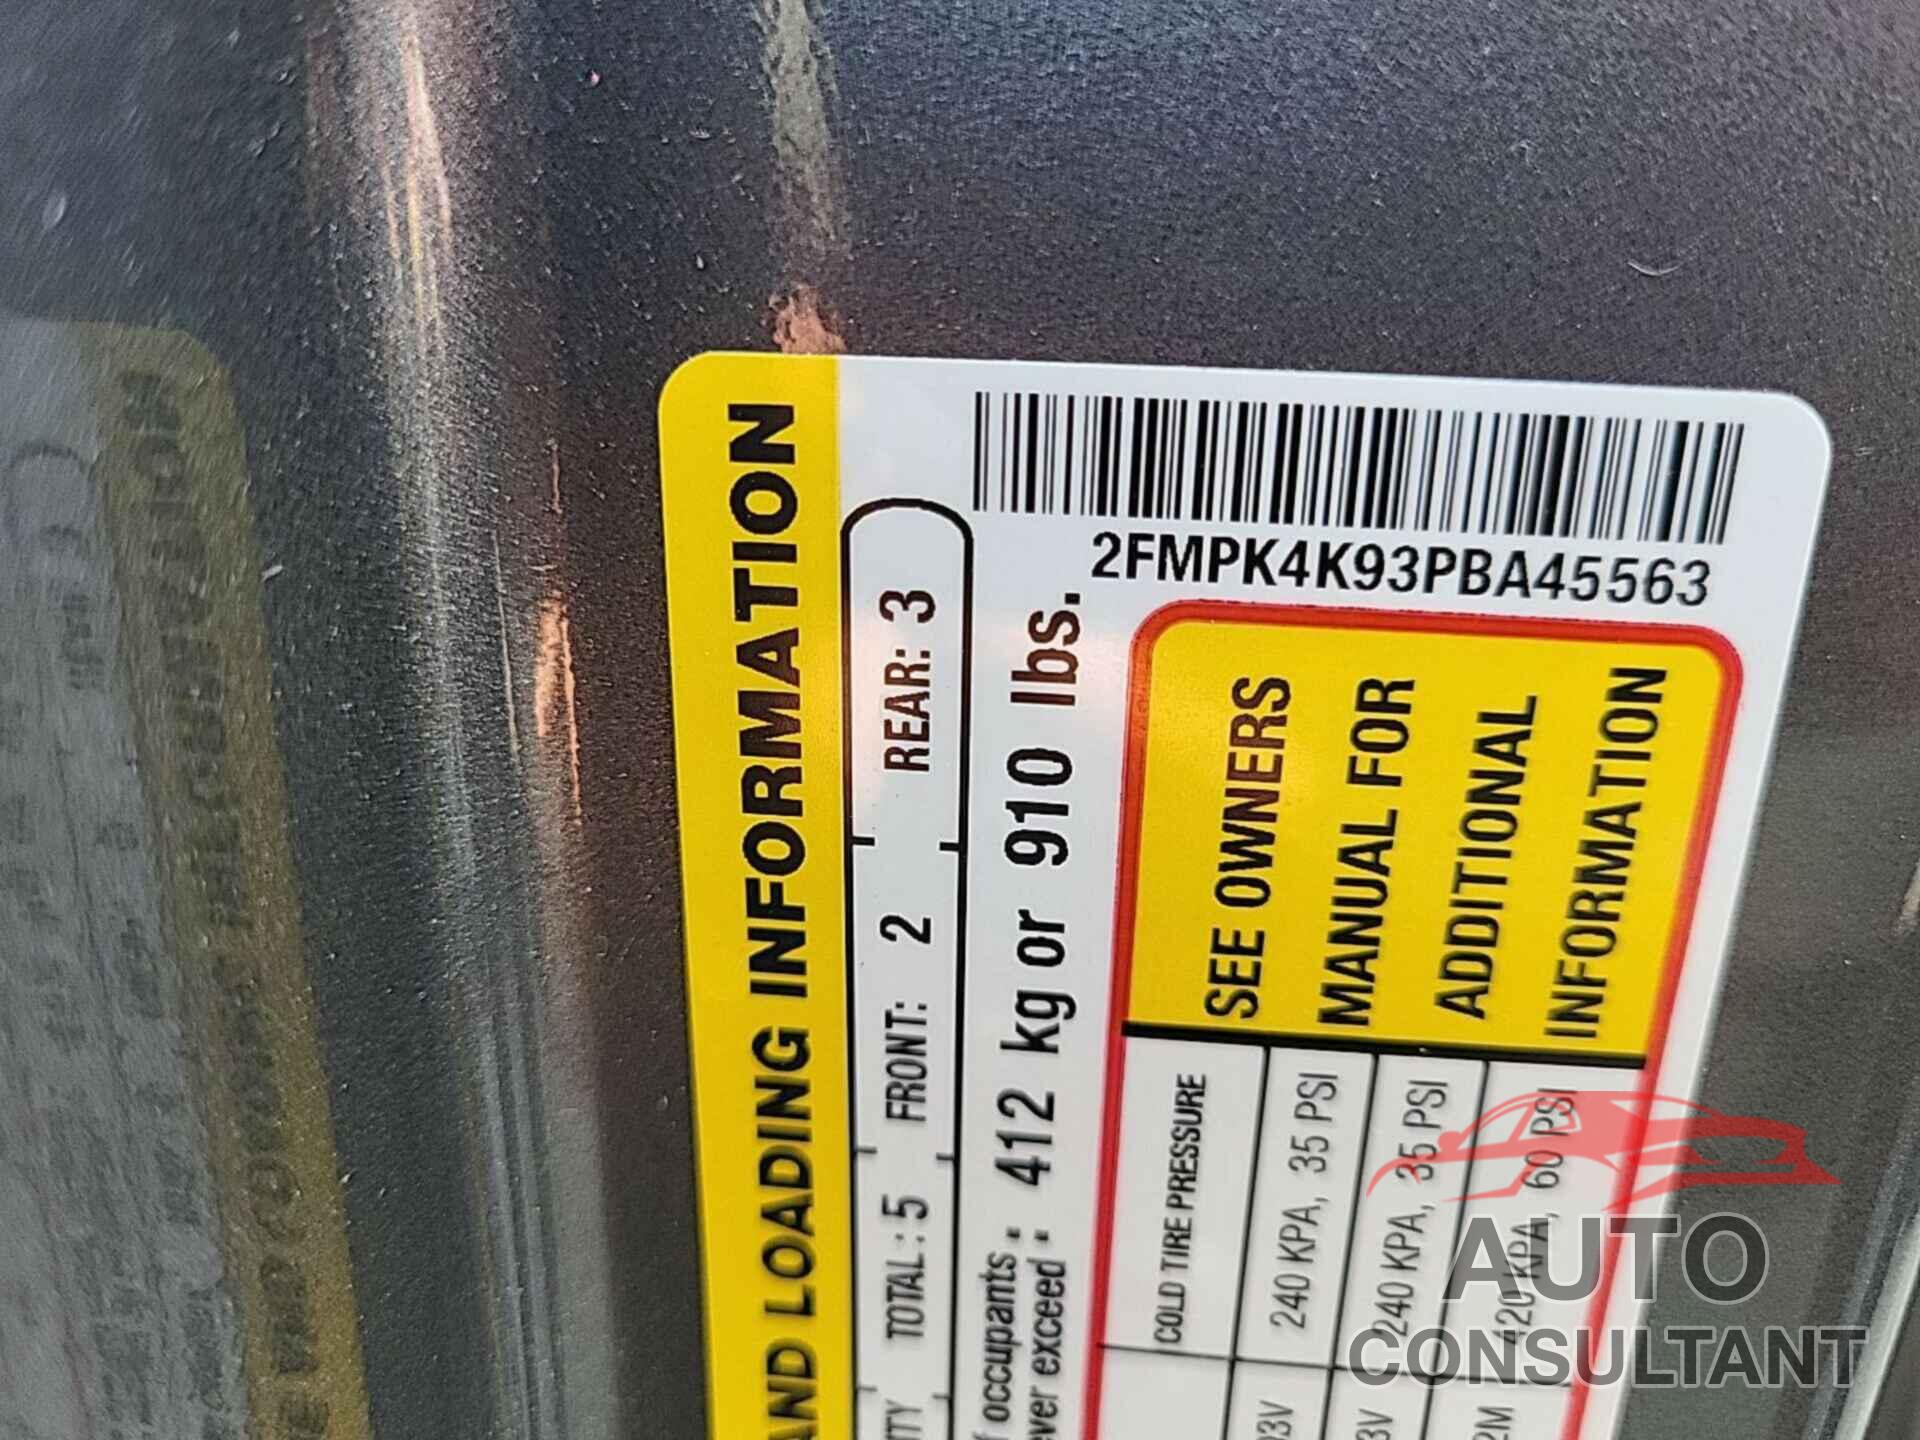 AND LOADING INFORMATION
TOTAL: 5 FRONT: 2 REAR: 3
occupants
exceed: 412 kg or 910 lbs.
2FMPK4K93PBA45563
COLD TIRE PRESSURE
240 KPA, 35 PSI
240 KPA, 35 PSI
420 KPA, 60 PSI
SEE OWNERS
MANUAL FOR
ADDITIONAL
INFORMATION
AUTO
CONSULTANT